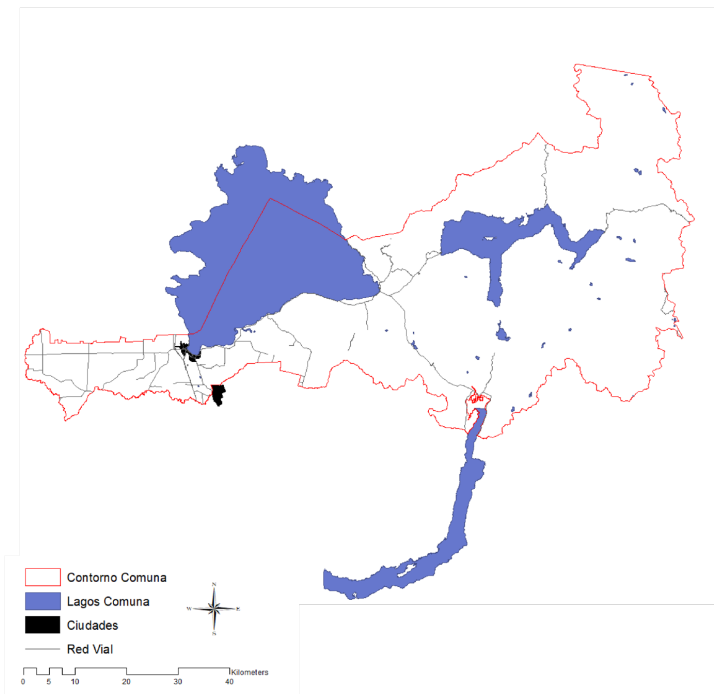 Contorno Comuna
Lagos Comuna
Ciudades
Red Vial
N
W E
S
Kilometers
0 5 10 20 30 40